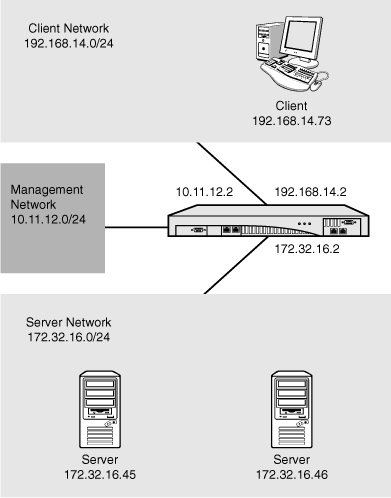 Client Network
192.168.14.0/24
Client
192.168.14.73
Management
Network
10.11.12.0/24
10.11.12.2
192.168.14.2
172.32.16.2
Server Network
172.32.16.0/24
Server
172.32.16.45
Server
172.32.16.46